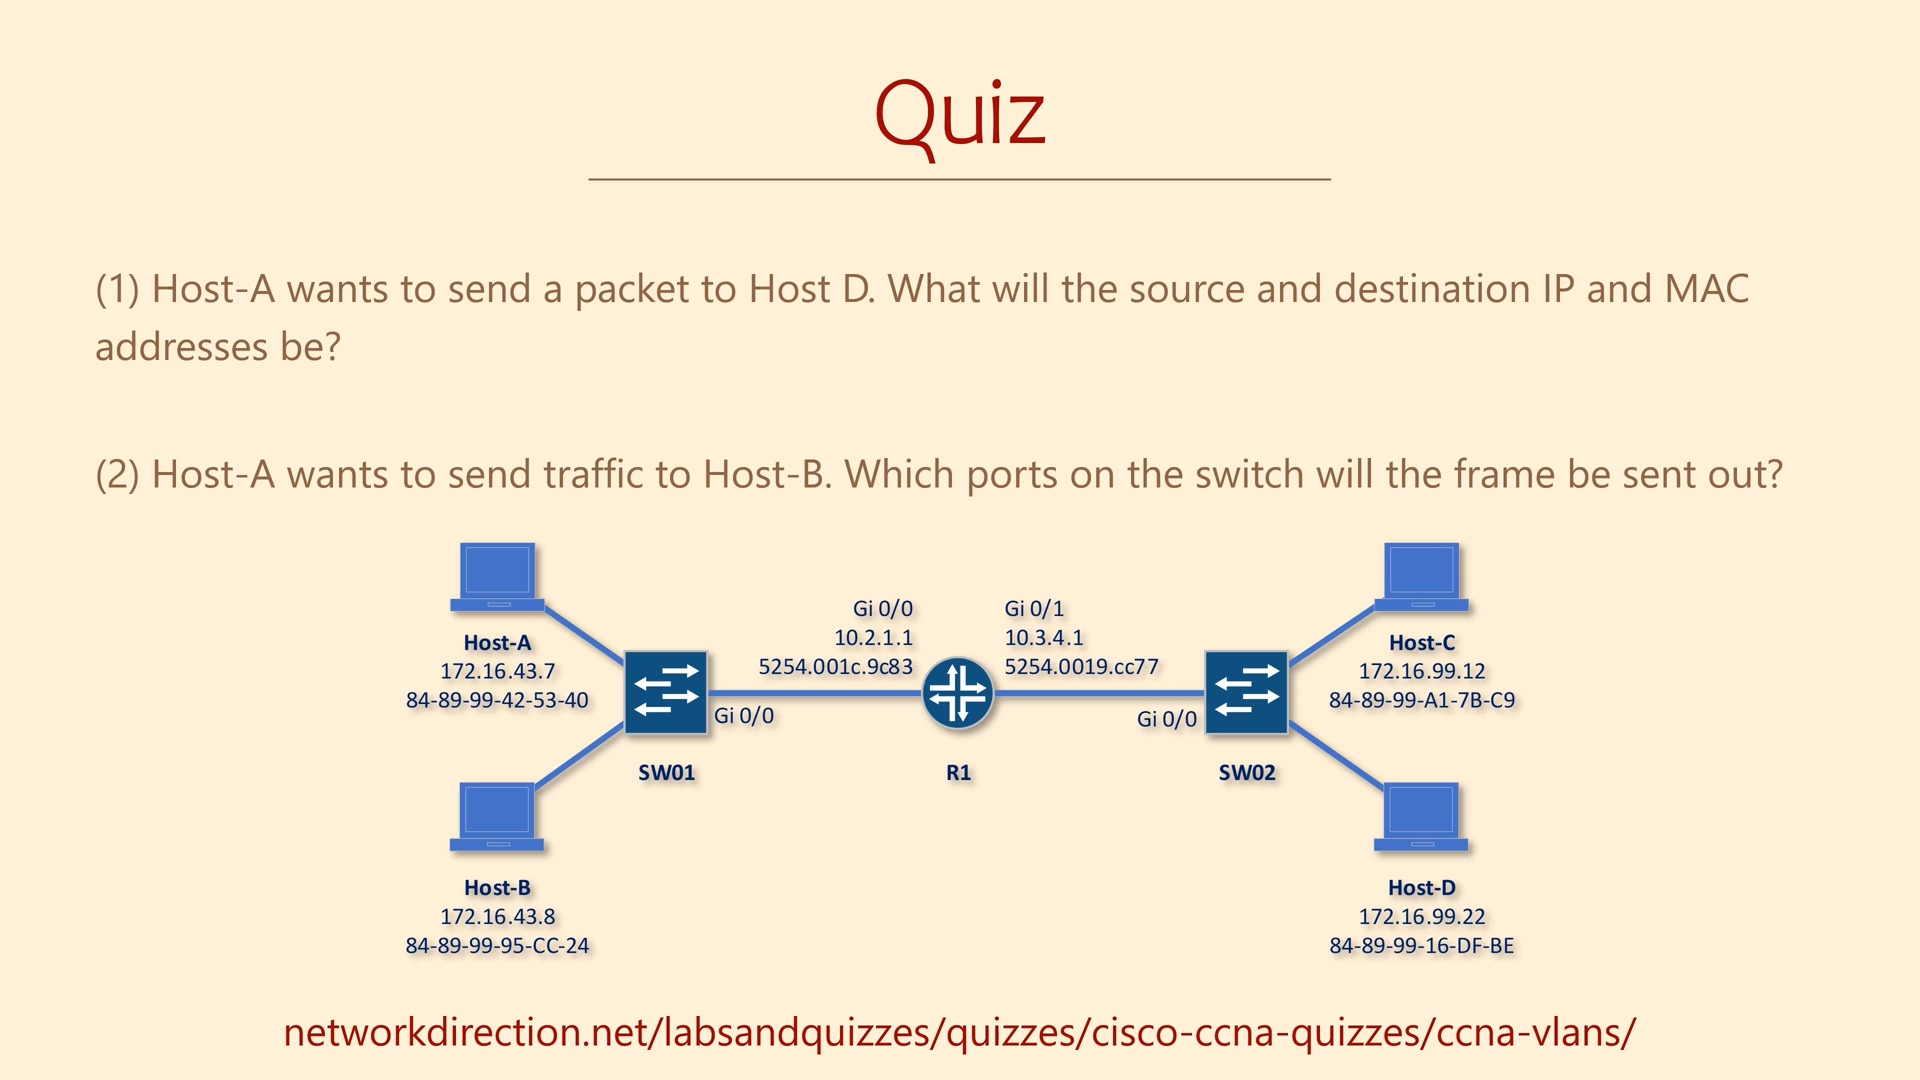 Quiz
(1) Host-A wants to send a packet to Host D. What will the source and destination IP and MAC
addresses be?
(2) Host-A wants to send traffic to Host-B. Which ports on the switch will the frame be sent out?
Host-A
172.16.43.7
84-89-99-42-53-40
Gi 0/0
10.2.1.1
5254.001c.9c83
Gi 0/1
10.3.4.1
5254.0019.cc77
Host-C
172.16.99.12
84-89-99-A1-7B-C9
Gi 0/0
Gi 0/0
SW01
R1
SW02
Host-B
172.16.43.8
84-89-99-95-CC-24
Host-D
172.16.99.22
84-89-99-16-DF-BE
networkdirection.net/labsandquizzes/quizzes/cisco-ccna-quizzes/ccna-vlans/